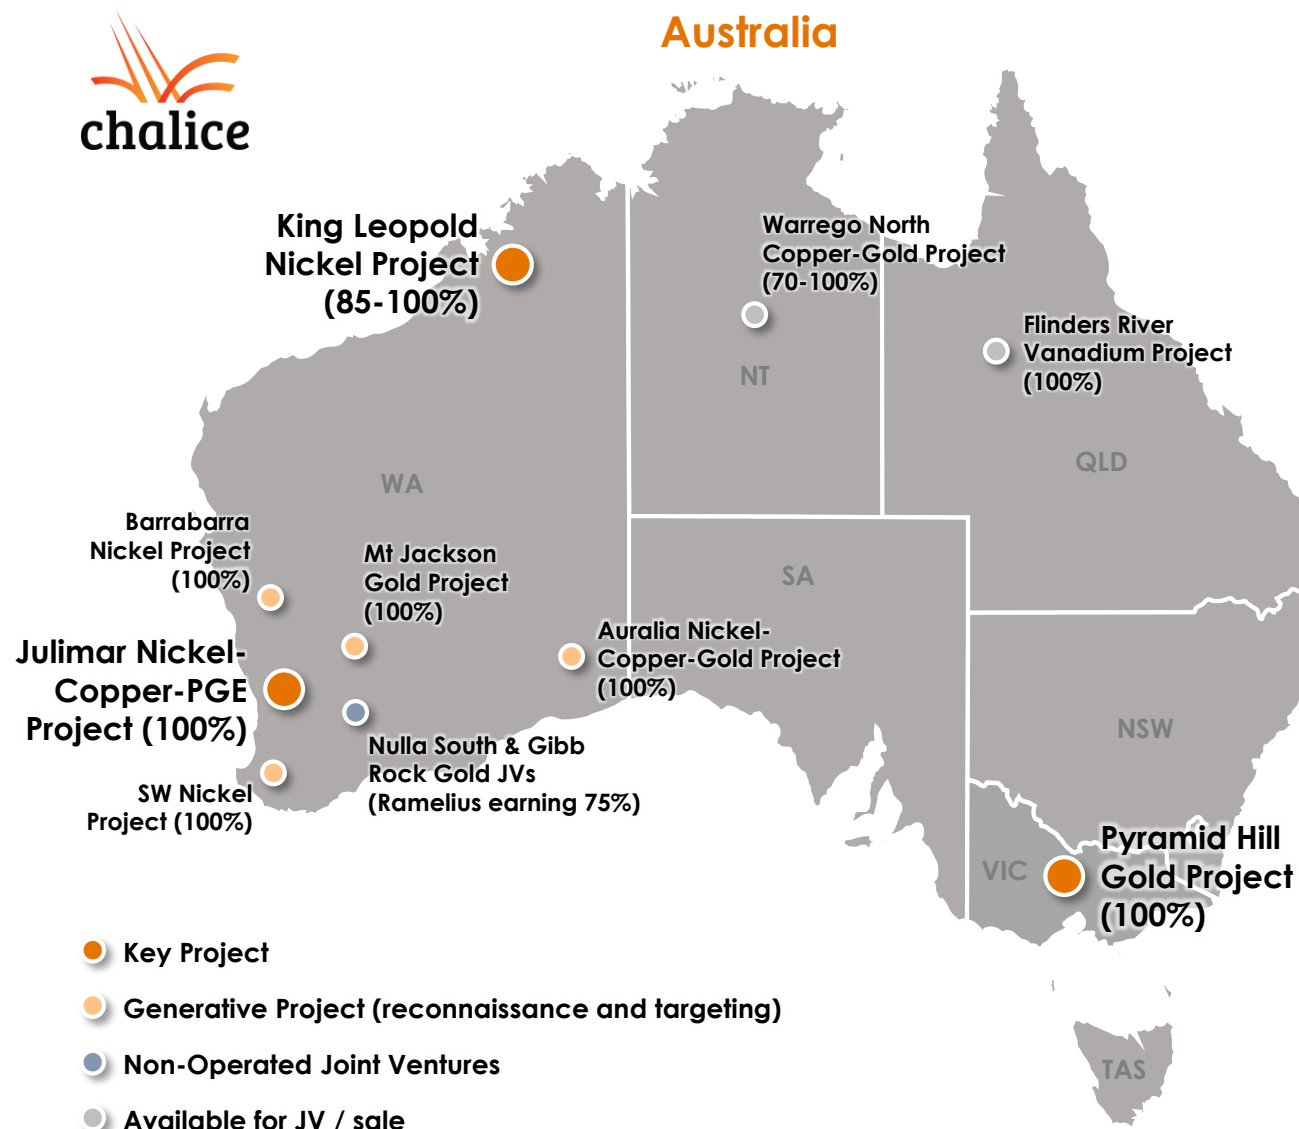 Australia
chalice
King Leopold
Nickel Project
(85-100%)
Warrego North
Copper-Gold Project
(70-100%)
Flinders River
Vanadium Project
(100%)
NT
QLD
WA
Barrabarra
Nickel Project
(100%)
Mt Jackson
Gold Project
(100%)
SA
Auralia Nickel-
Copper-Gold Project
(100%)
Julimar Nickel-
Copper-PGE
Project (100%)
NSW
Nulla South & Gibb
Rock Gold JVs
(Ramelius earning 75%)
SW Nickel
Project (100%)
VIC
Pyramid Hill
Gold Project
(100%)
Key Project
Generative Project (reconnaissance and targeting)
Non-Operated Joint Ventures
TAS
Available for JV / sale